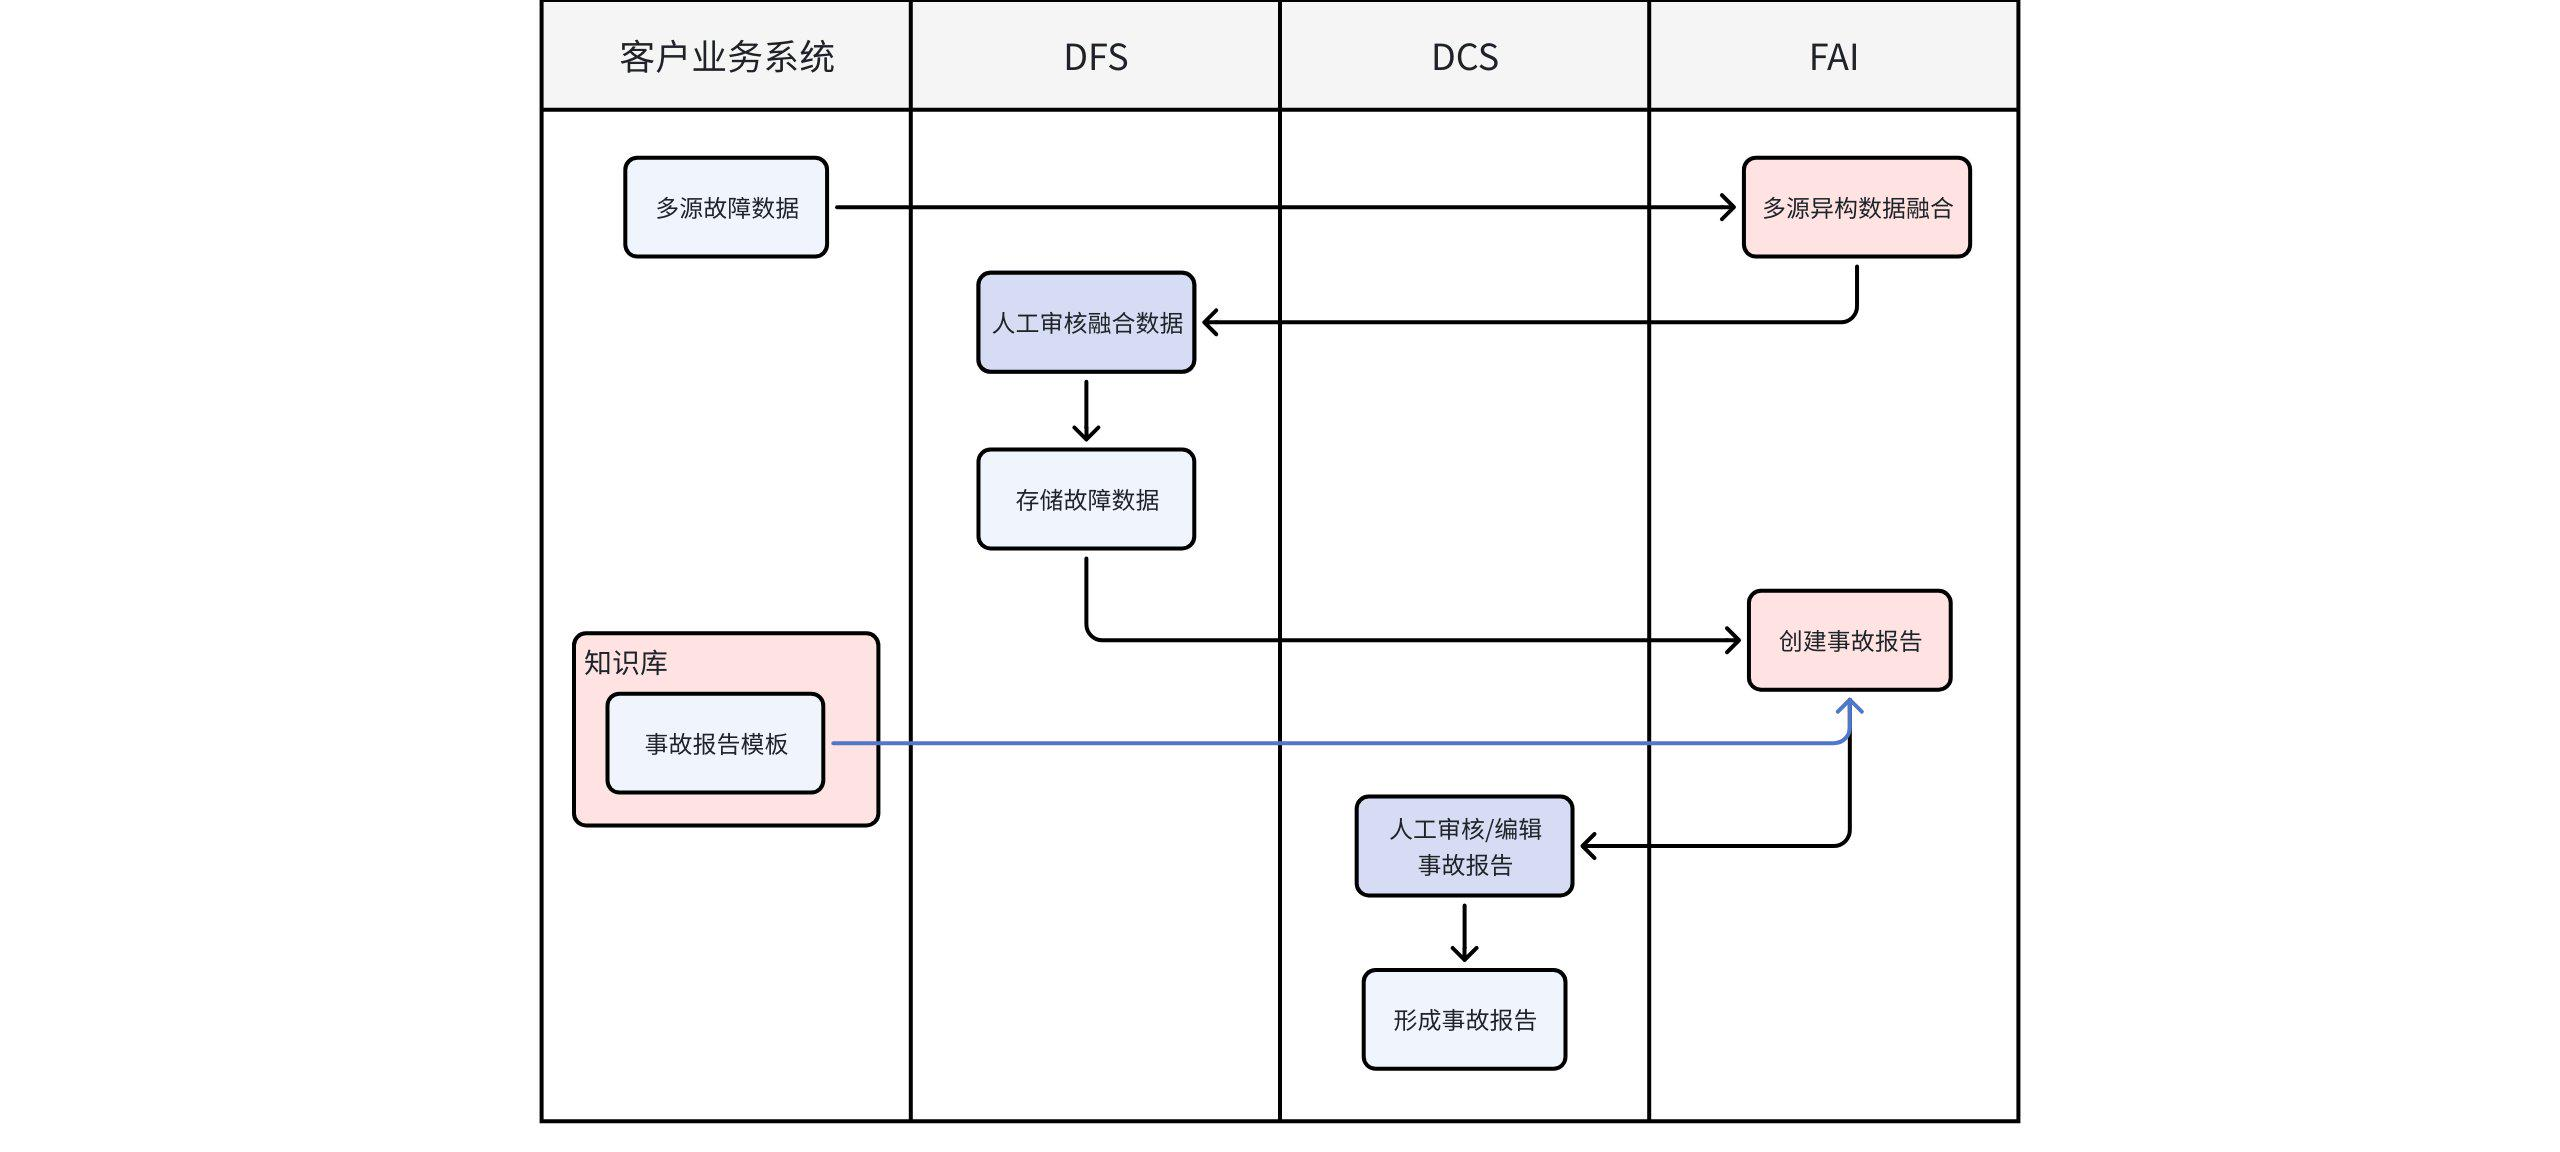 客户业务系统
DFS
DCS
FAI
多源故障数据
多源异构数据融合
人工审核融合数据
存储故障数据
创建事故报告
知识库
事故报告模板
人工审核/编辑
事故报告
形成事故报告